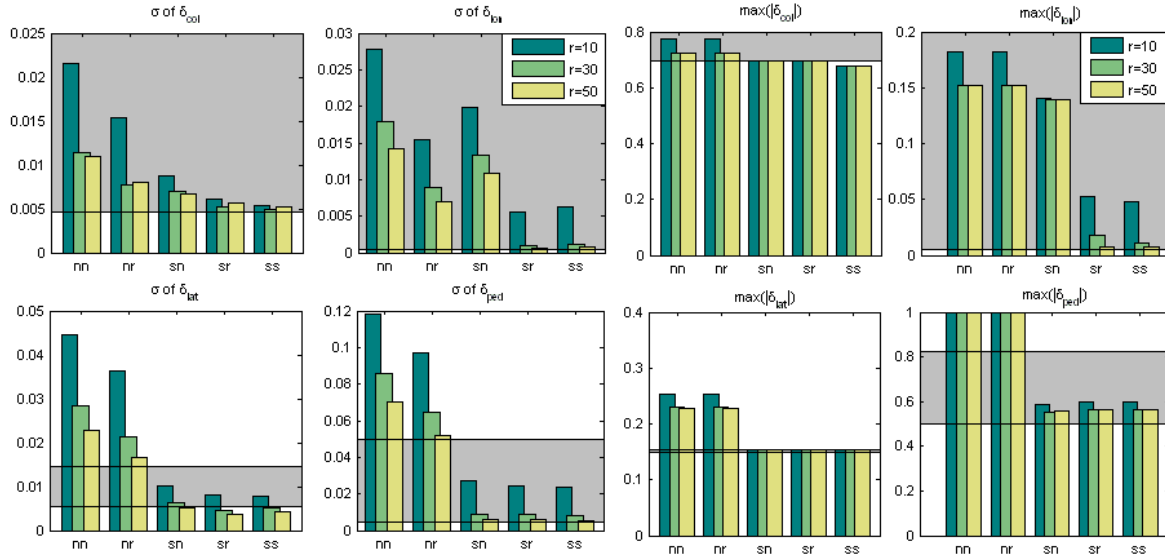 σ of δcol
0.025
0.02
0.015
0.01
0.005
0
nn nr sn sr ss
σ of δlon
0.03
0.025
0.02
0.015
0.01
0.005
0
nn nr sn sr ss
r=10
r=30
r=50
max(|δcol|)
0.8
0.6
0.4
0.2
0
nn nr sn sr ss
max(|δlon|)
0.2
0.15
0.1
0.05
0
nn nr sn sr ss
r=10
r=30
r=50
σ of δlat
0.05
0.04
0.03
0.02
0.01
0
nn nr sn sr ss
σ of δped
0.12
0.1
0.08
0.06
0.04
0.02
0
nn nr sn sr ss
max(|δlat|)
0.4
0.3
0.2
0.1
0
nn nr sn sr ss
max(|δped|)
1
0.8
0.6
0.4
0.2
0
nn nr sn sr ss